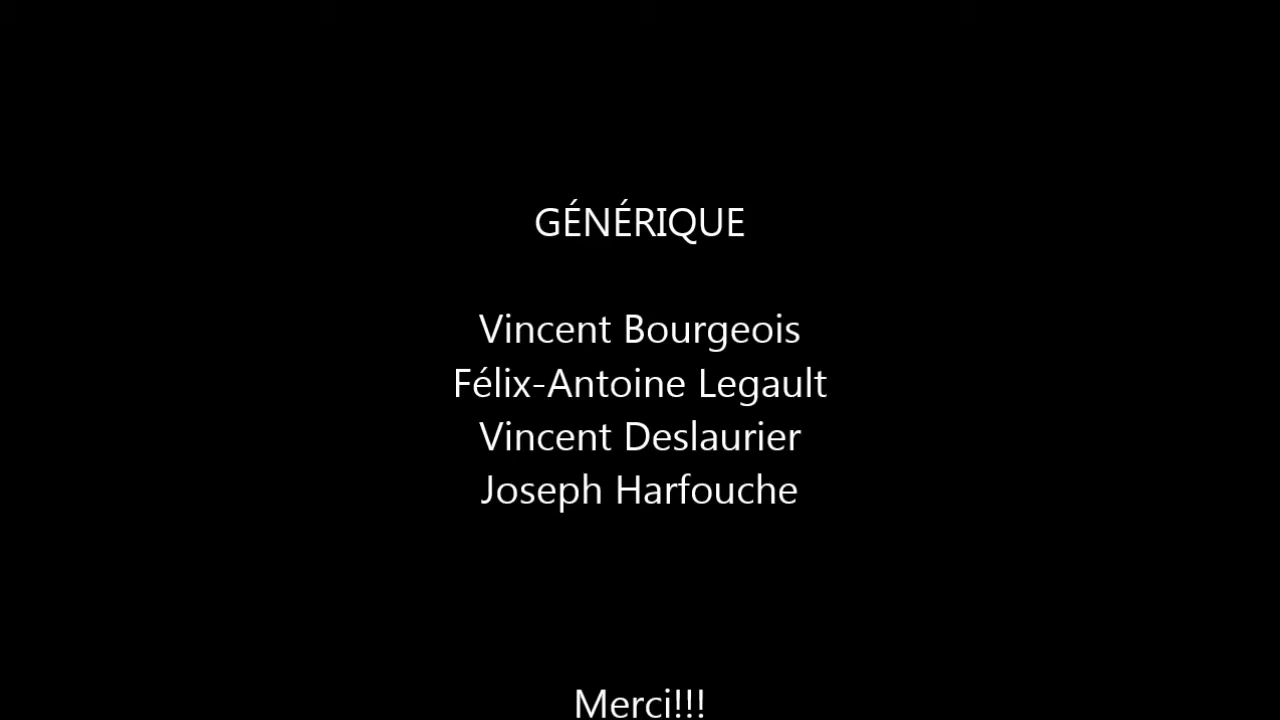 GÉNÉRIQUE
Vincent Bourgeois
Félix-Antoine Legault
Vincent Deslaurier
Joseph Harfouche
Merci!!!